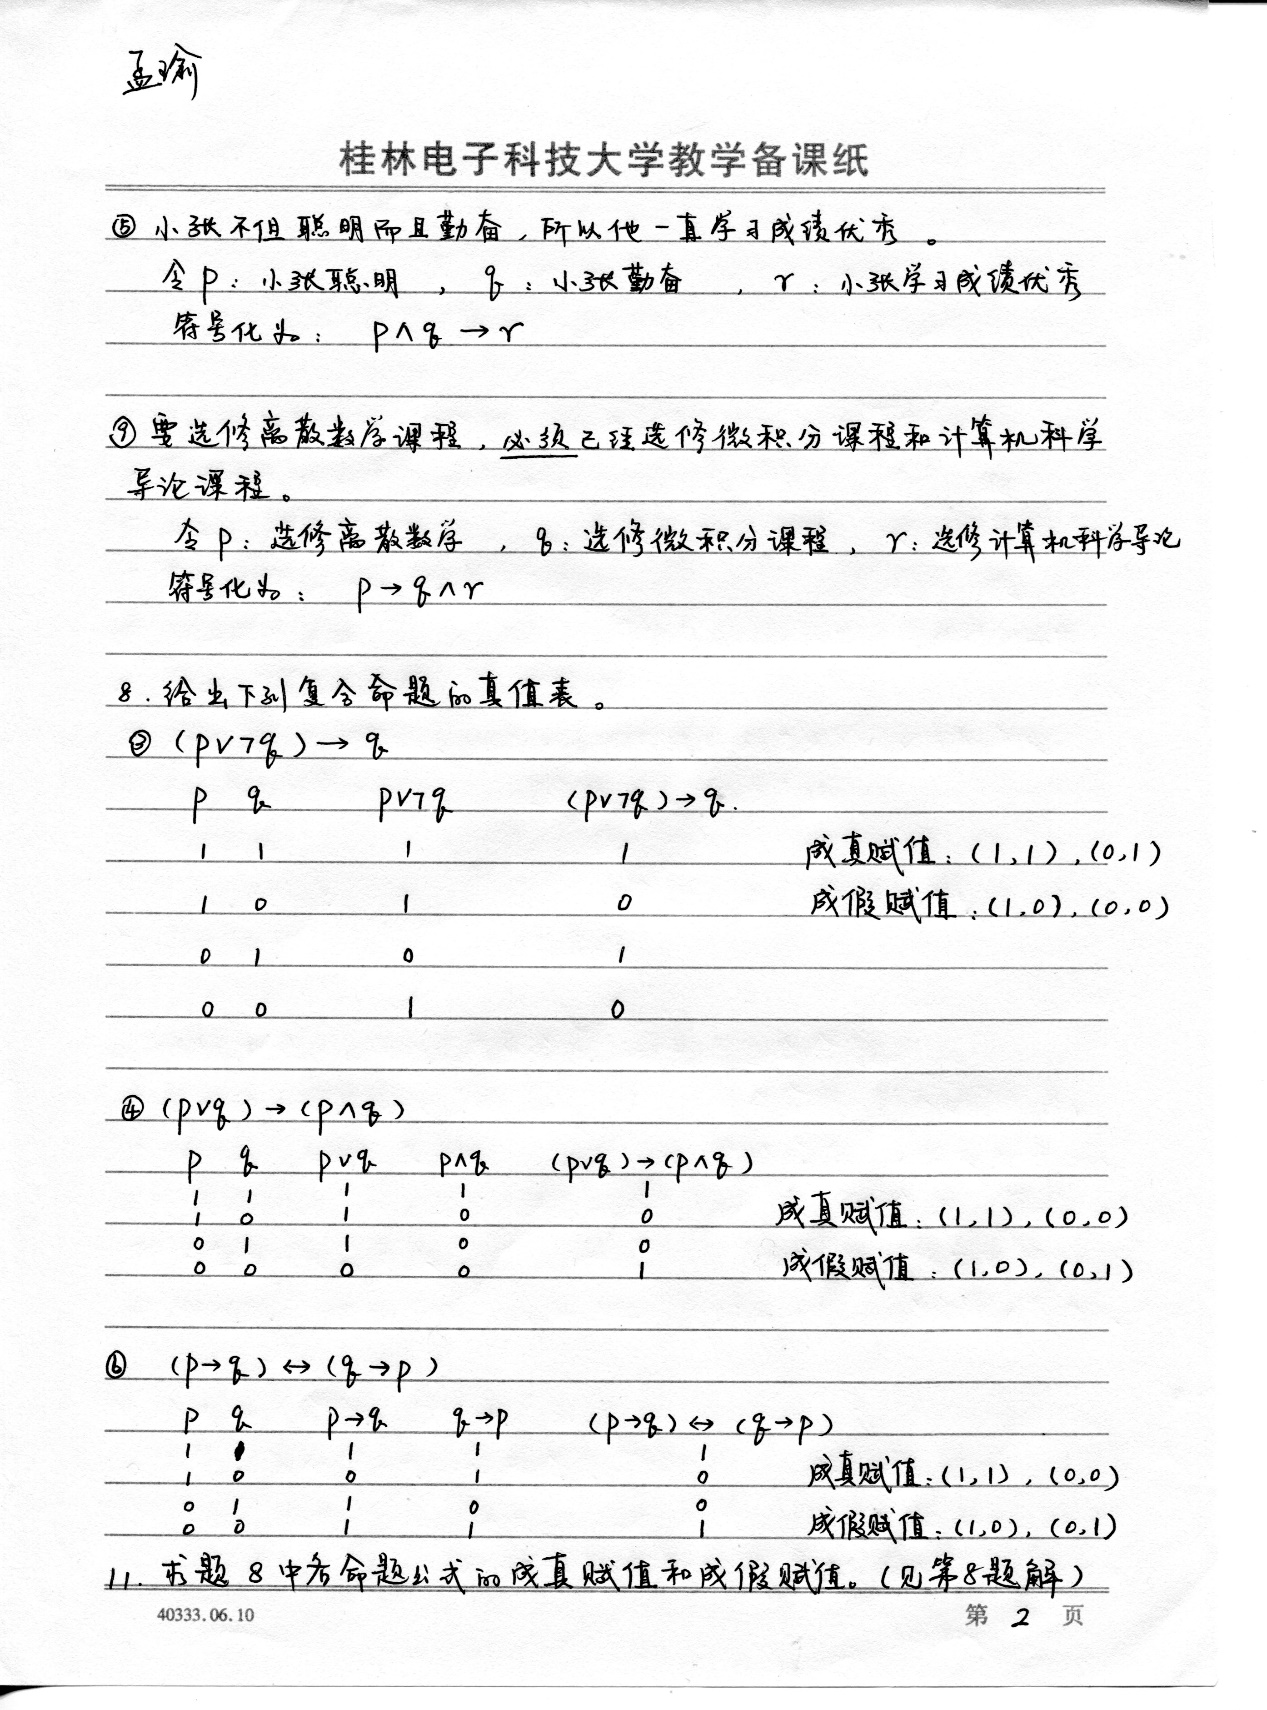 孟瑜
桂林电子科技大学教学备课纸
⑤ 小张不但聪明而且勤奋，所以他一直学习成绩优秀。
令p：小张聪明，q：小张勤奋，r：小张学习成绩优秀
符号化为：p∧q→r
⑨ 要选修离散数学课程，必须已经选修微积分课程和计算机科学
导论课程。
令p：选修离散数学，q：选修微积分课程，r：选修计算机科学导论
符号化为：p→q∧r
8.给出下列复合命题的真值表。
② (p∨¬q)→q
p q p∨¬q (p∨¬q)→q.
1 1 1 1 成真赋值：(1,1),(0,1)
1 0 1 0 成假赋值：(1,0),(0,0)
0 1 0 1
0 0 1 0
④ (p∨q)→(p∧q)
p q p∨q p∧q (p∨q)→(p∧q)
1 1 1 1 1
1 0 1 0 0 成真赋值：(1,1),(0,0)
0 1 1 0 0
0 0 0 0 1 成假赋值：(1,0),(0,1)
⑥ (p→q)↔(q→p)
p q p→q q→p (p→q)↔(q→p)
1 1 1 1 1
1 0 0 1 0 成真赋值：(1,1),(0,0)
0 1 1 0 0
0 0 1 1 1 成假赋值：(1,0),(0,1)
11.求题8中各命题公式的成真赋值和成假赋值。(见第8题解)
40333.06.10 第 2 页